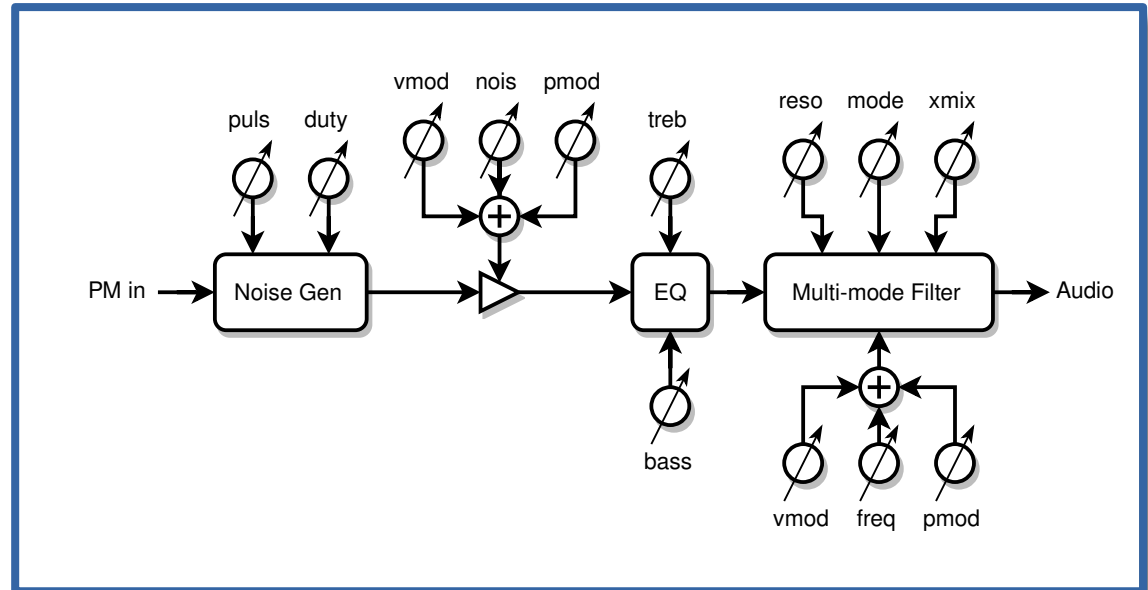 vmod nois pmod
reso mode xmix
puls duty
treb
PM in
Noise Gen
+
EQ
Multi-mode Filter
Audio
+
bass
vmod freq pmod